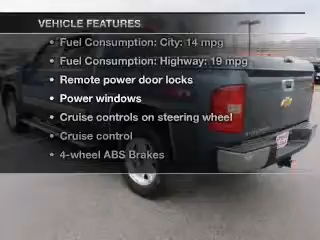 VEHICLE FEATURES
• Fuel Consumption: City: 14 mpg
• Fuel Consumption: Highway: 19 mpg
• Remote power door locks
• Power windows
• Cruise controls on steering wheel
• Cruise control
• 4-wheel ABS Brakes